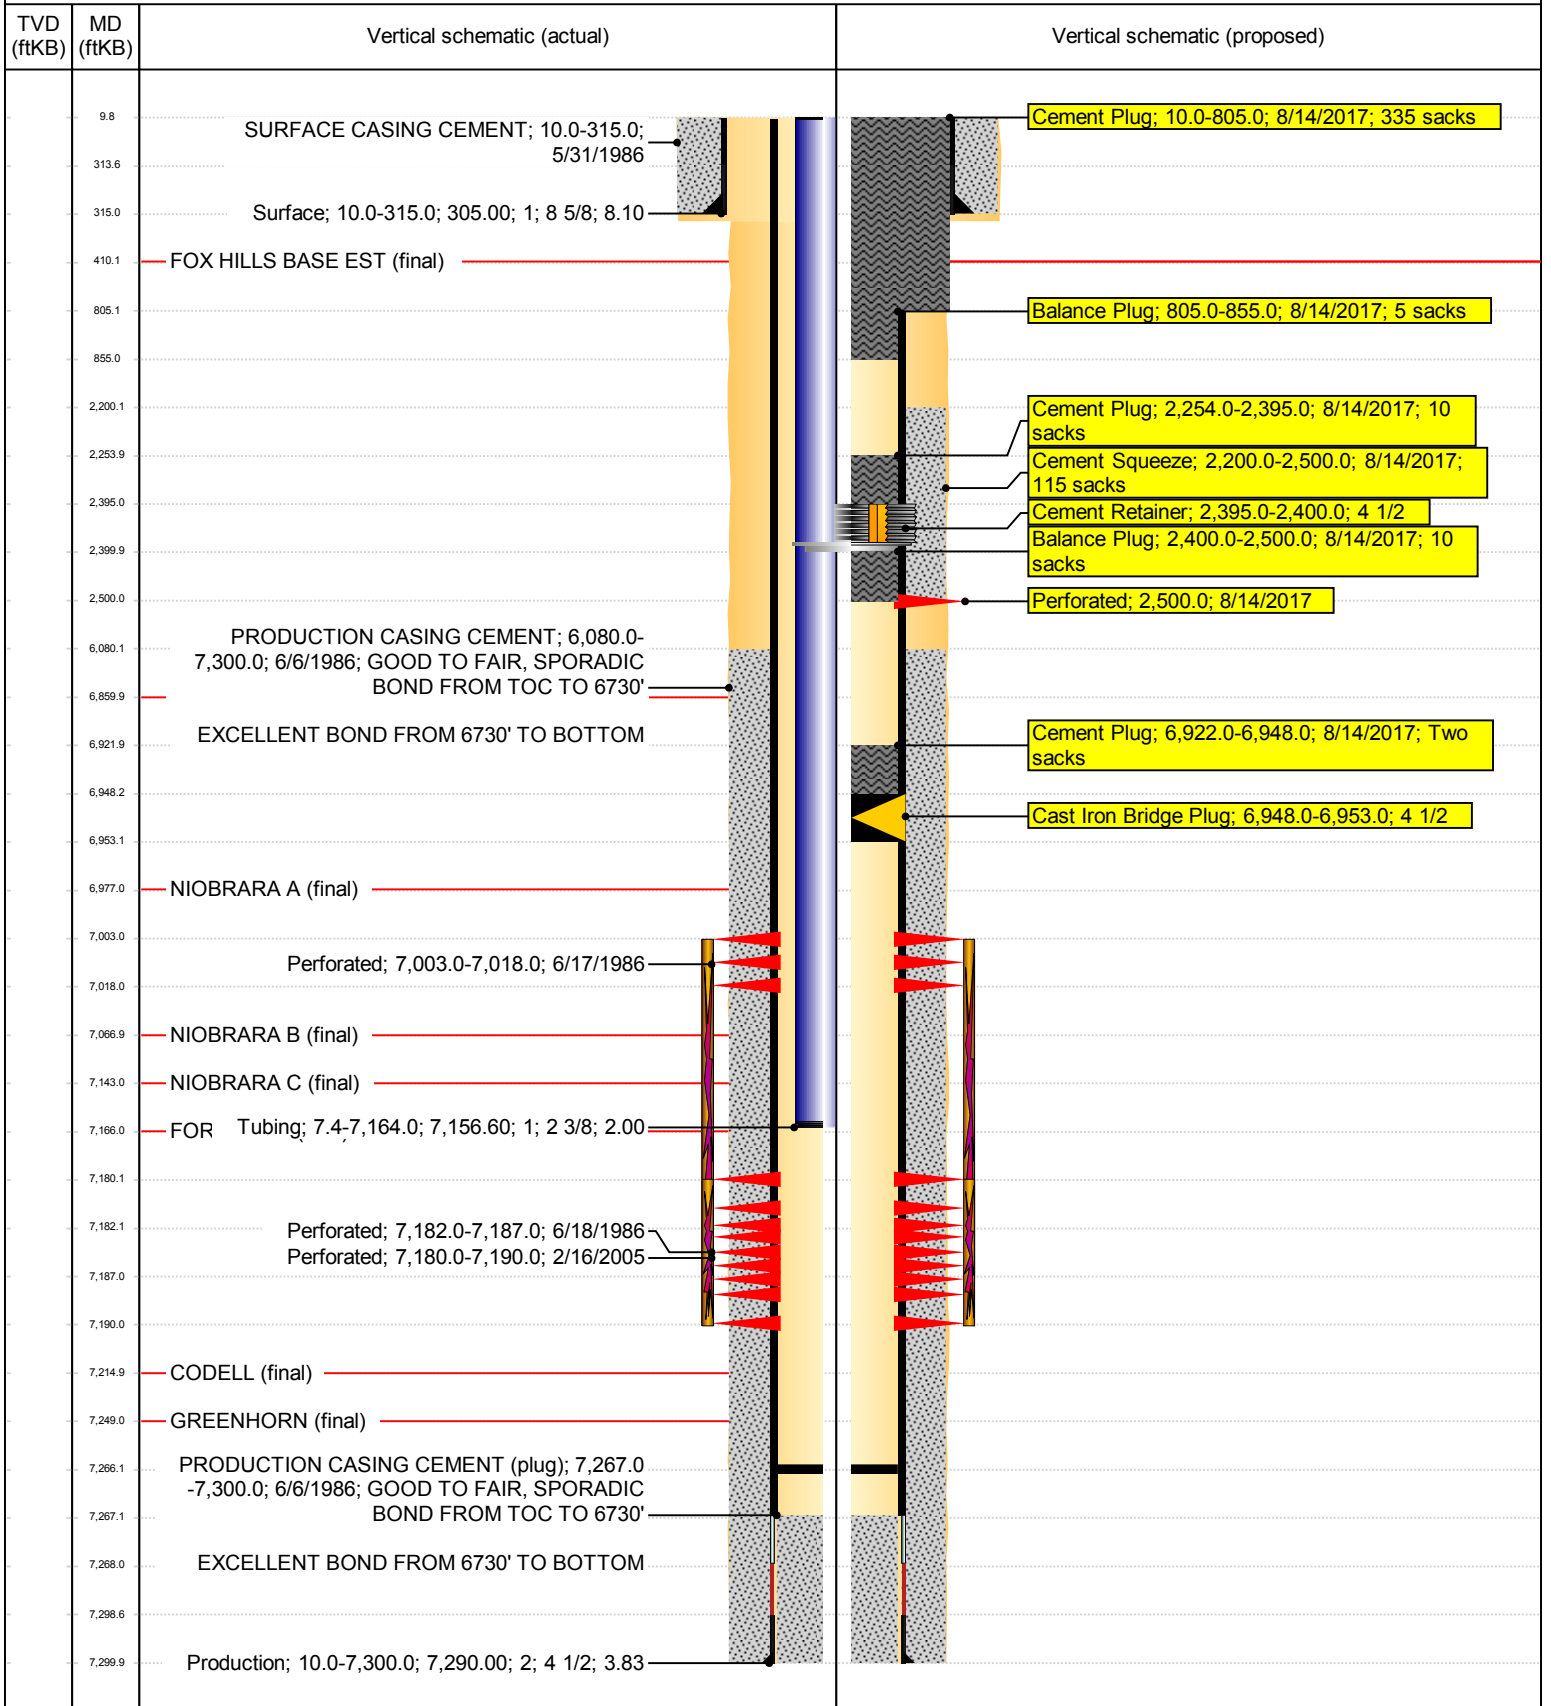 TVD (ftKB)
MD (ftKB)
Vertical schematic (actual)
Vertical schematic (proposed)
9.8
SURFACE CASING CEMENT; 10.0-315.0;
5/31/1986
Cement Plug; 10.0-805.0; 8/14/2017; 335 sacks
313.6
315.0
Surface; 10.0-315.0; 305.00; 1; 8 5/8; 8.10
410.1
FOX HILLS BASE EST (final)
805.1
Balance Plug; 805.0-855.0; 8/14/2017; 5 sacks
855.0
2,200.1
Cement Plug; 2,254.0-2,395.0; 8/14/2017; 10
sacks
2,253.9
Cement Squeeze; 2,200.0-2,500.0; 8/14/2017;
115 sacks
2,395.0
Cement Retainer; 2,395.0-2,400.0; 4 1/2
2,399.9
Balance Plug; 2,400.0-2,500.0; 8/14/2017; 10
sacks
2,500.0
Perforated; 2,500.0; 8/14/2017
6,080.1
PRODUCTION CASING CEMENT; 6,080.0-
7,300.0; 6/6/1986; GOOD TO FAIR, SPORADIC
BOND FROM TOC TO 6730'
6,859.9
EXCELLENT BOND FROM 6730' TO BOTTOM
6,921.9
Cement Plug; 6,922.0-6,948.0; 8/14/2017; Two
sacks
6,948.2
Cast Iron Bridge Plug; 6,948.0-6,953.0; 4 1/2
6,953.1
6,977.0
NIOBRARA A (final)
7,003.0
Perforated; 7,003.0-7,018.0; 6/17/1986
7,018.0
7,066.9
NIOBRARA B (final)
7,143.0
NIOBRARA C (final)
7,166.0
FOR
Tubing; 7.4-7,164.0; 7,156.60; 1; 2 3/8; 2.00
7,180.1
7,182.1
Perforated; 7,182.0-7,187.0; 6/18/1986
Perforated; 7,180.0-7,190.0; 2/16/2005
7,187.0
7,190.0
7,214.9
CODELL (final)
7,249.0
GREENHORN (final)
7,266.1
PRODUCTION CASING CEMENT (plug); 7,267.0
-7,300.0; 6/6/1986; GOOD TO FAIR, SPORADIC
BOND FROM TOC TO 6730'
7,267.1
7,268.0
EXCELLENT BOND FROM 6730' TO BOTTOM
7,298.6
7,299.9
Production; 10.0-7,300.0; 7,290.00; 2; 4 1/2; 3.83